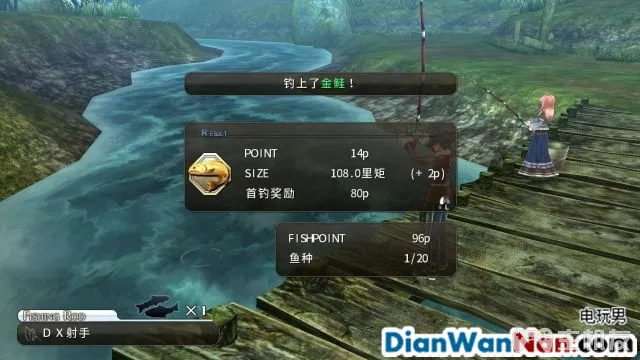 钓上了金鲑！
RESULT
POINT 14p
SIZE 108.0里矩 (+ 2p)
首钓奖励 80p
FISHPOINT 96p
鱼种 1/20
FISHING ROD
×1
DX射手
电玩男
DianWanNan.com